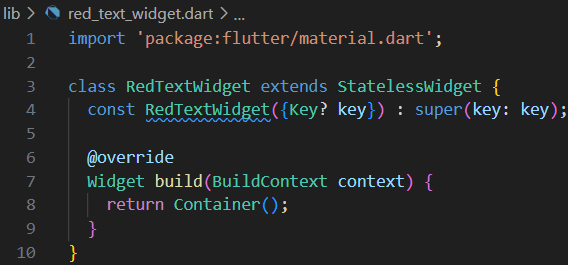 lib > red_text_widget.dart > ...
1 import 'package:flutter/material.dart';
2
3 class RedTextWidget extends StatelessWidget {
4   const RedTextWidget({Key? key}) : super(key: key);
5
6   @override
7   Widget build(BuildContext context) {
8     return Container();
9   }
10 }